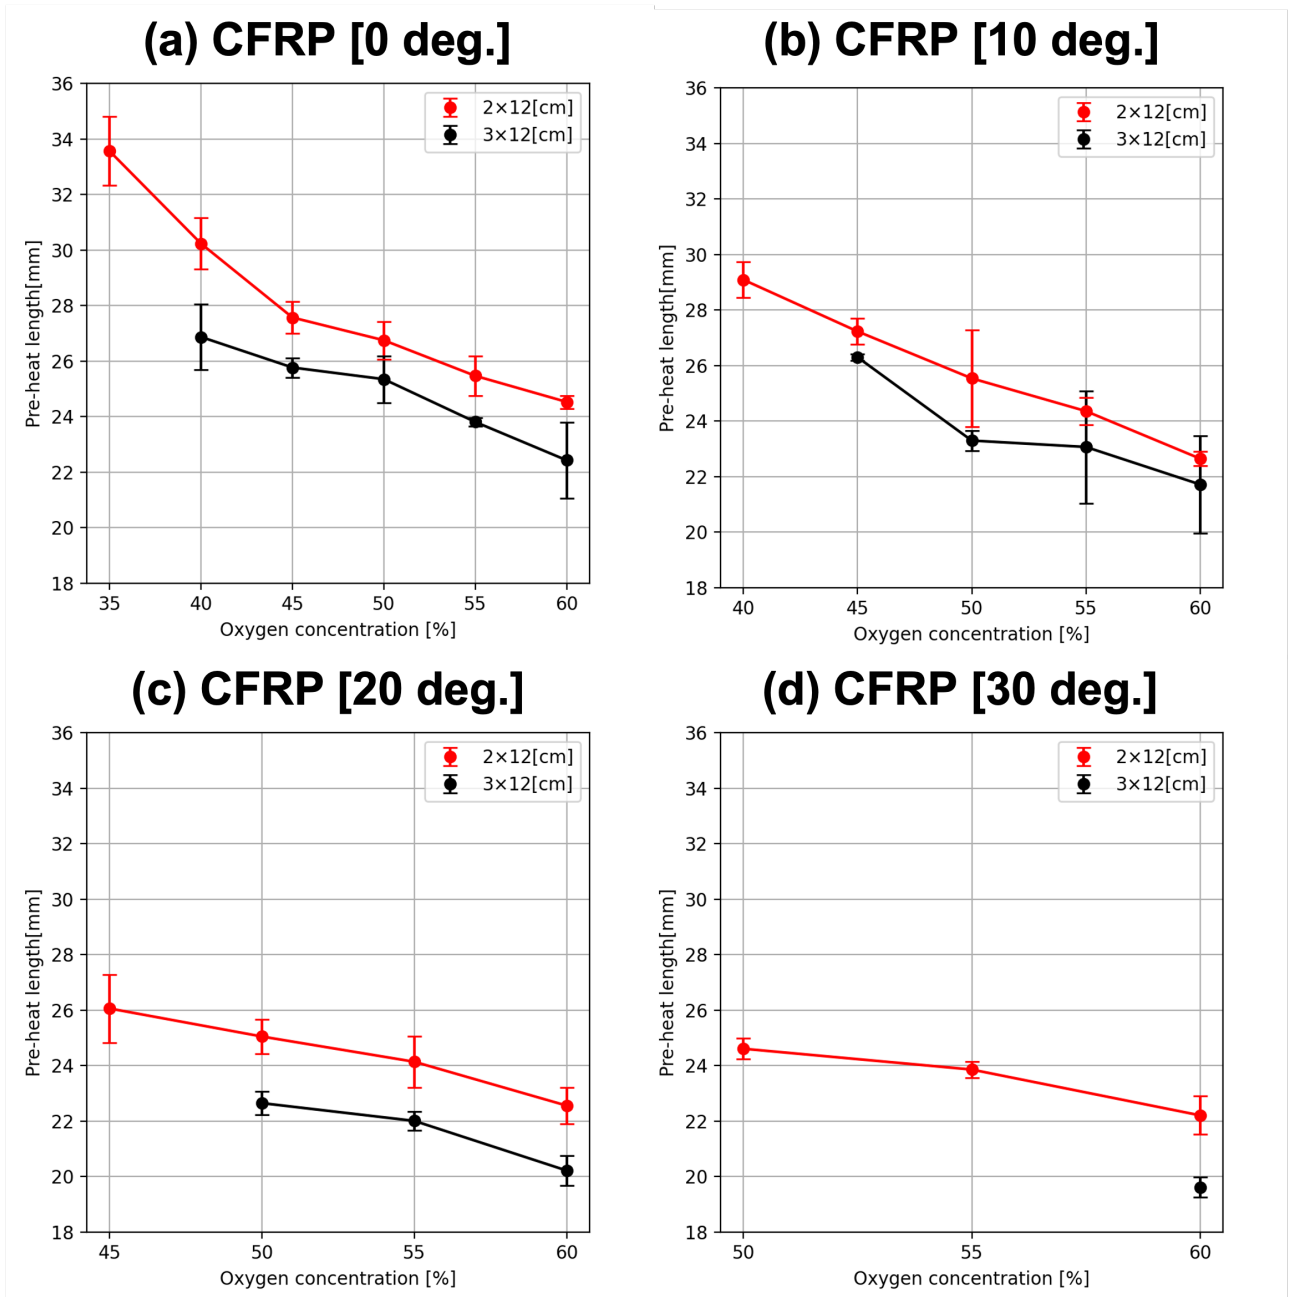 (a) CFRP [0 deg.]
36
34
32
30
28
26
24
22
20
18
Pre-heat length[mm]
2×12[cm]
3×12[cm]
35 40 45 50 55 60
Oxygen concentration [%]
(b) CFRP [10 deg.]
36
34
32
30
28
26
24
22
20
18
Pre-heat length[mm]
2×12[cm]
3×12[cm]
40 45 50 55 60
Oxygen concentration [%]
(c) CFRP [20 deg.]
36
34
32
30
28
26
24
22
20
18
Pre-heat length[mm]
2×12[cm]
3×12[cm]
45 50 55 60
Oxygen concentration [%]
(d) CFRP [30 deg.]
36
34
32
30
28
26
24
22
20
18
Pre-heat length[mm]
2×12[cm]
3×12[cm]
50 55 60
Oxygen concentration [%]